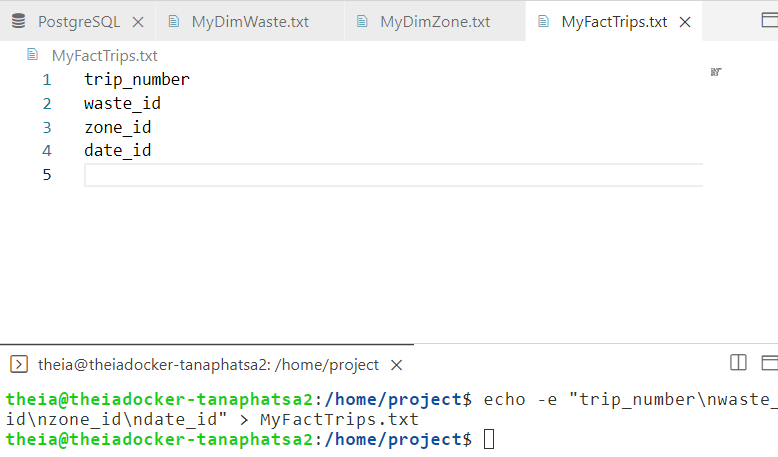 PostgreSQL MyDimWaste.txt MyDimZone.txt MyFactTrips.txt
MyFactTrips.txt
1 trip_number
2 waste_id
3 zone_id
4 date_id
5
theia@theiadocker-tanaphatsa2: /home/project
theia@theiadocker-tanaphatsa2:/home/project$ echo -e "trip_number\nwaste_
id\nzone_id\ndate_id" > MyFactTrips.txt
theia@theiadocker-tanaphatsa2:/home/project$